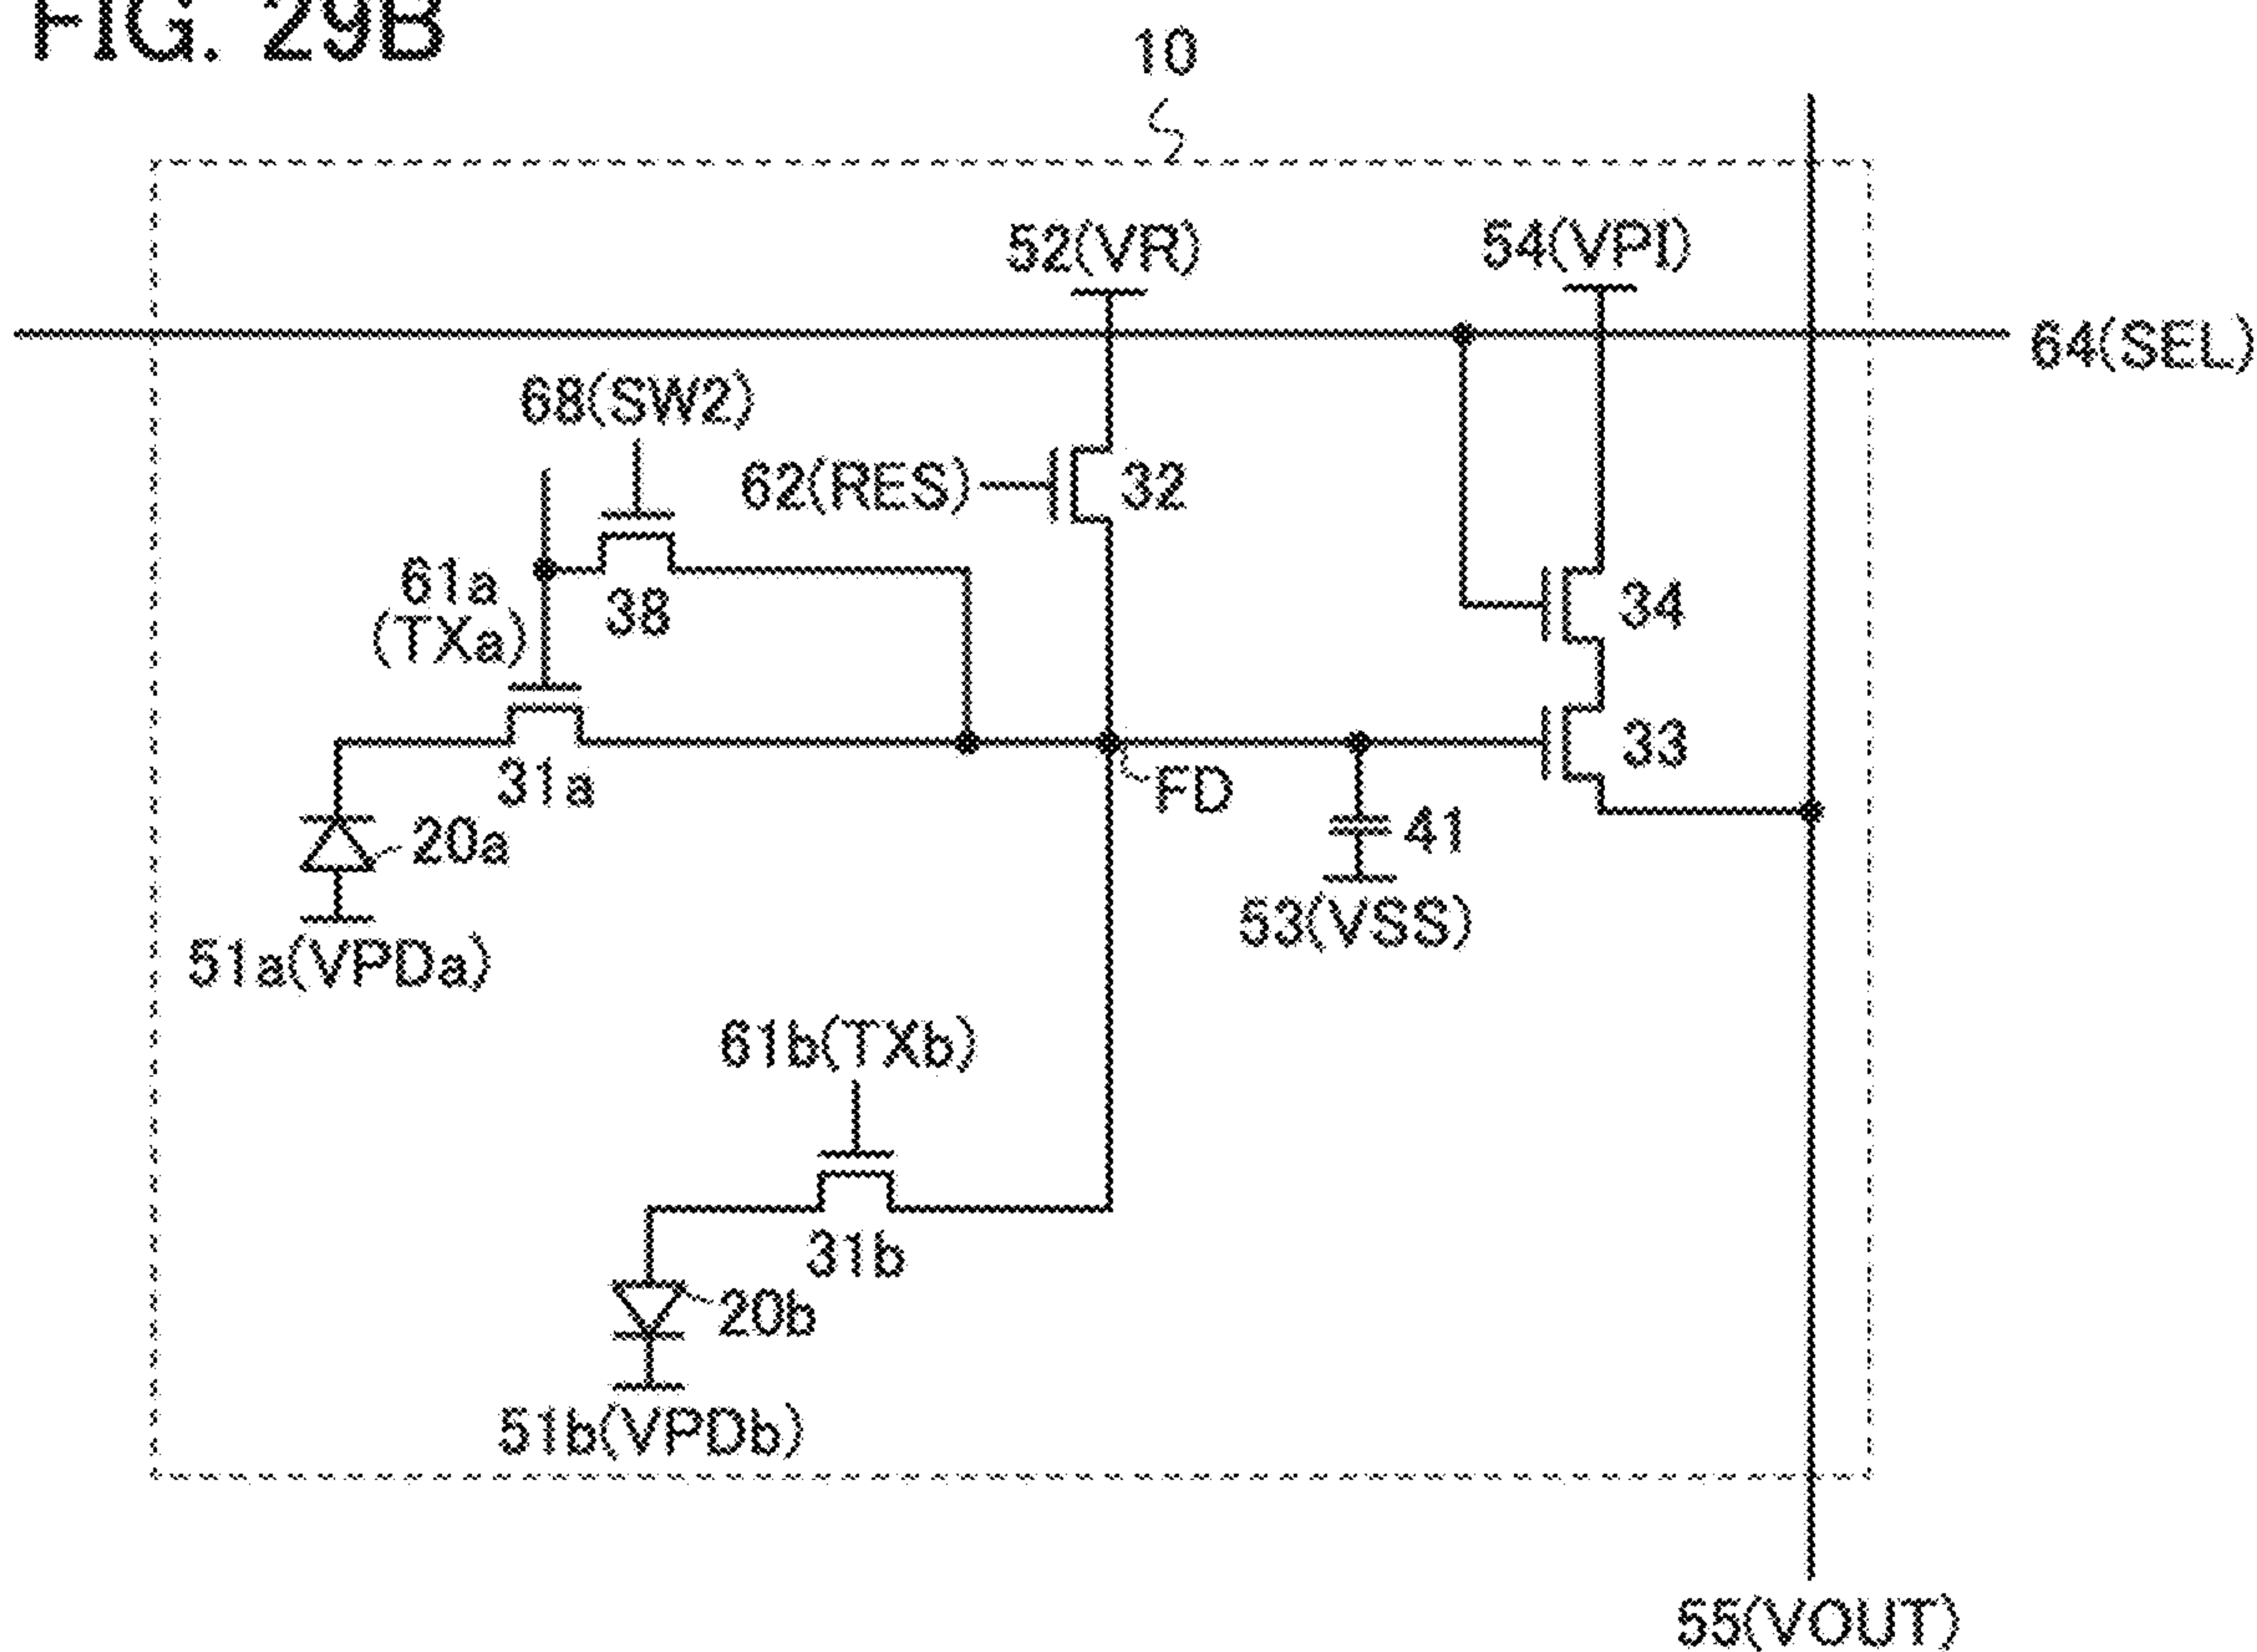 FIG. 29B
10
52(VR)
54(VPI)
64(SEL)
68(SW2)
62(RES)
32
61a
(TXa)
38
34
33
31a
FD
20a
41
51a(VPDa)
53(VSS)
61b(TXb)
31b
20b
51b(VPDb)
55(VOUT)